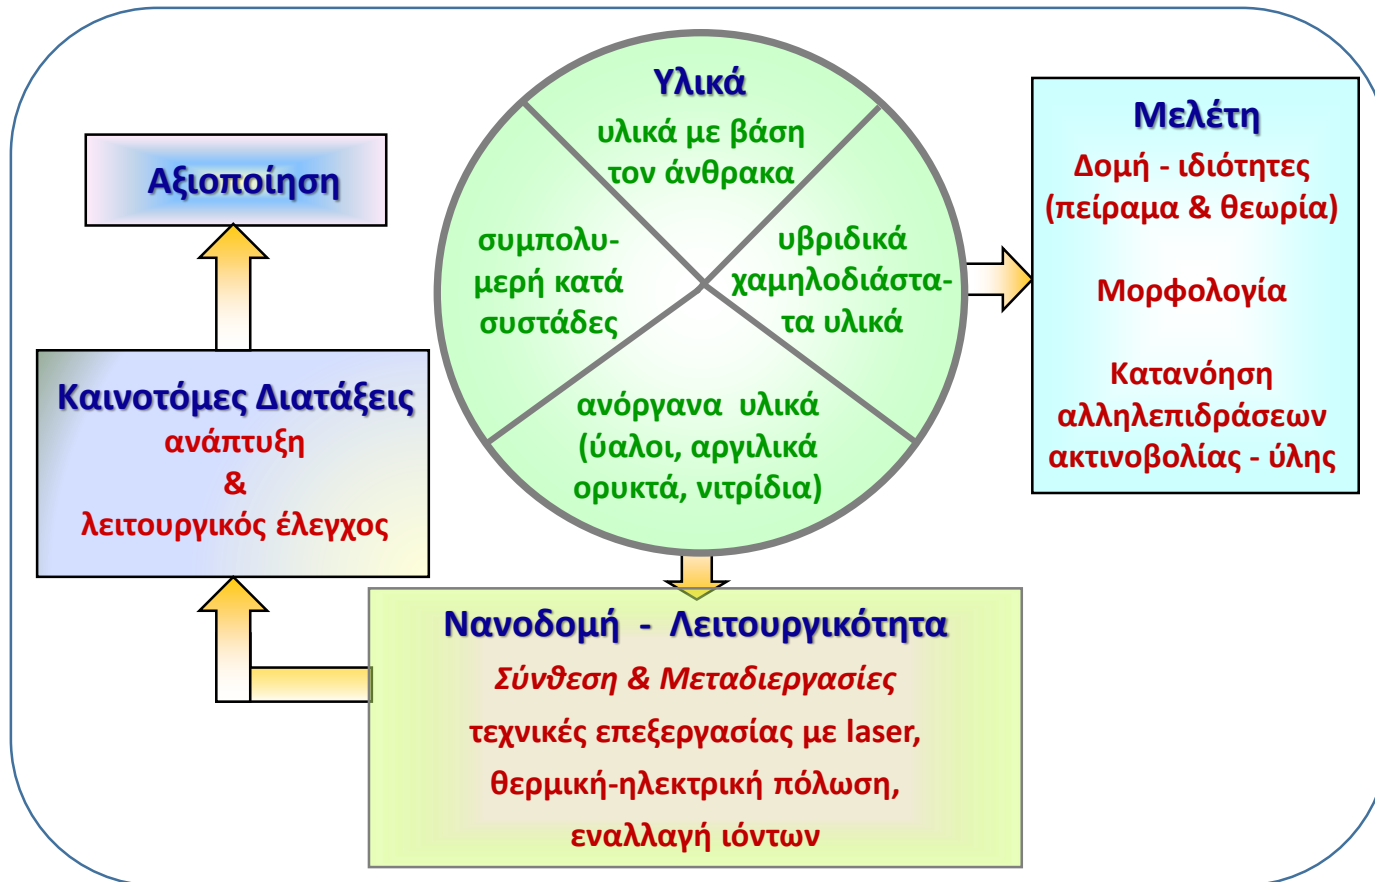 Υλικά
υλικά με βάση
τον άνθρακα
συμπολυ-
μερή κατά
συστάδες
υβριδικά
χαμηλοδιάστα-
τα υλικά
ανόργανα υλικά
(ύαλοι, αργιλικά
ορυκτά, νιτρίδια)
Μελέτη
Δομή - ιδιότητες
(πείραμα & θεωρία)
Μορφολογία
Κατανόηση
αλληλεπιδράσεων
ακτινοβολίας - ύλης
Αξιοποίηση
Καινοτόμες Διατάξεις
ανάπτυξη
&
λειτουργικός έλεγχος
Νανοδομή - Λειτουργικότητα
Σύνθεση & Μεταδιεργασίες
τεχνικές επεξεργασίας με laser,
θερμική-ηλεκτρική πόλωση,
εναλλαγή ιόντων